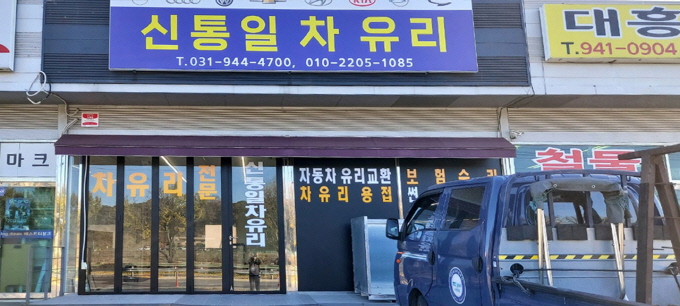 신통일차유리
T.031-944-4700, 010-2205-1085
KIA
대흥
T.941-0904
마크
차유리
전문
신통일차유리
자동차유리교환
차유리용접
보험수리
썬
철물